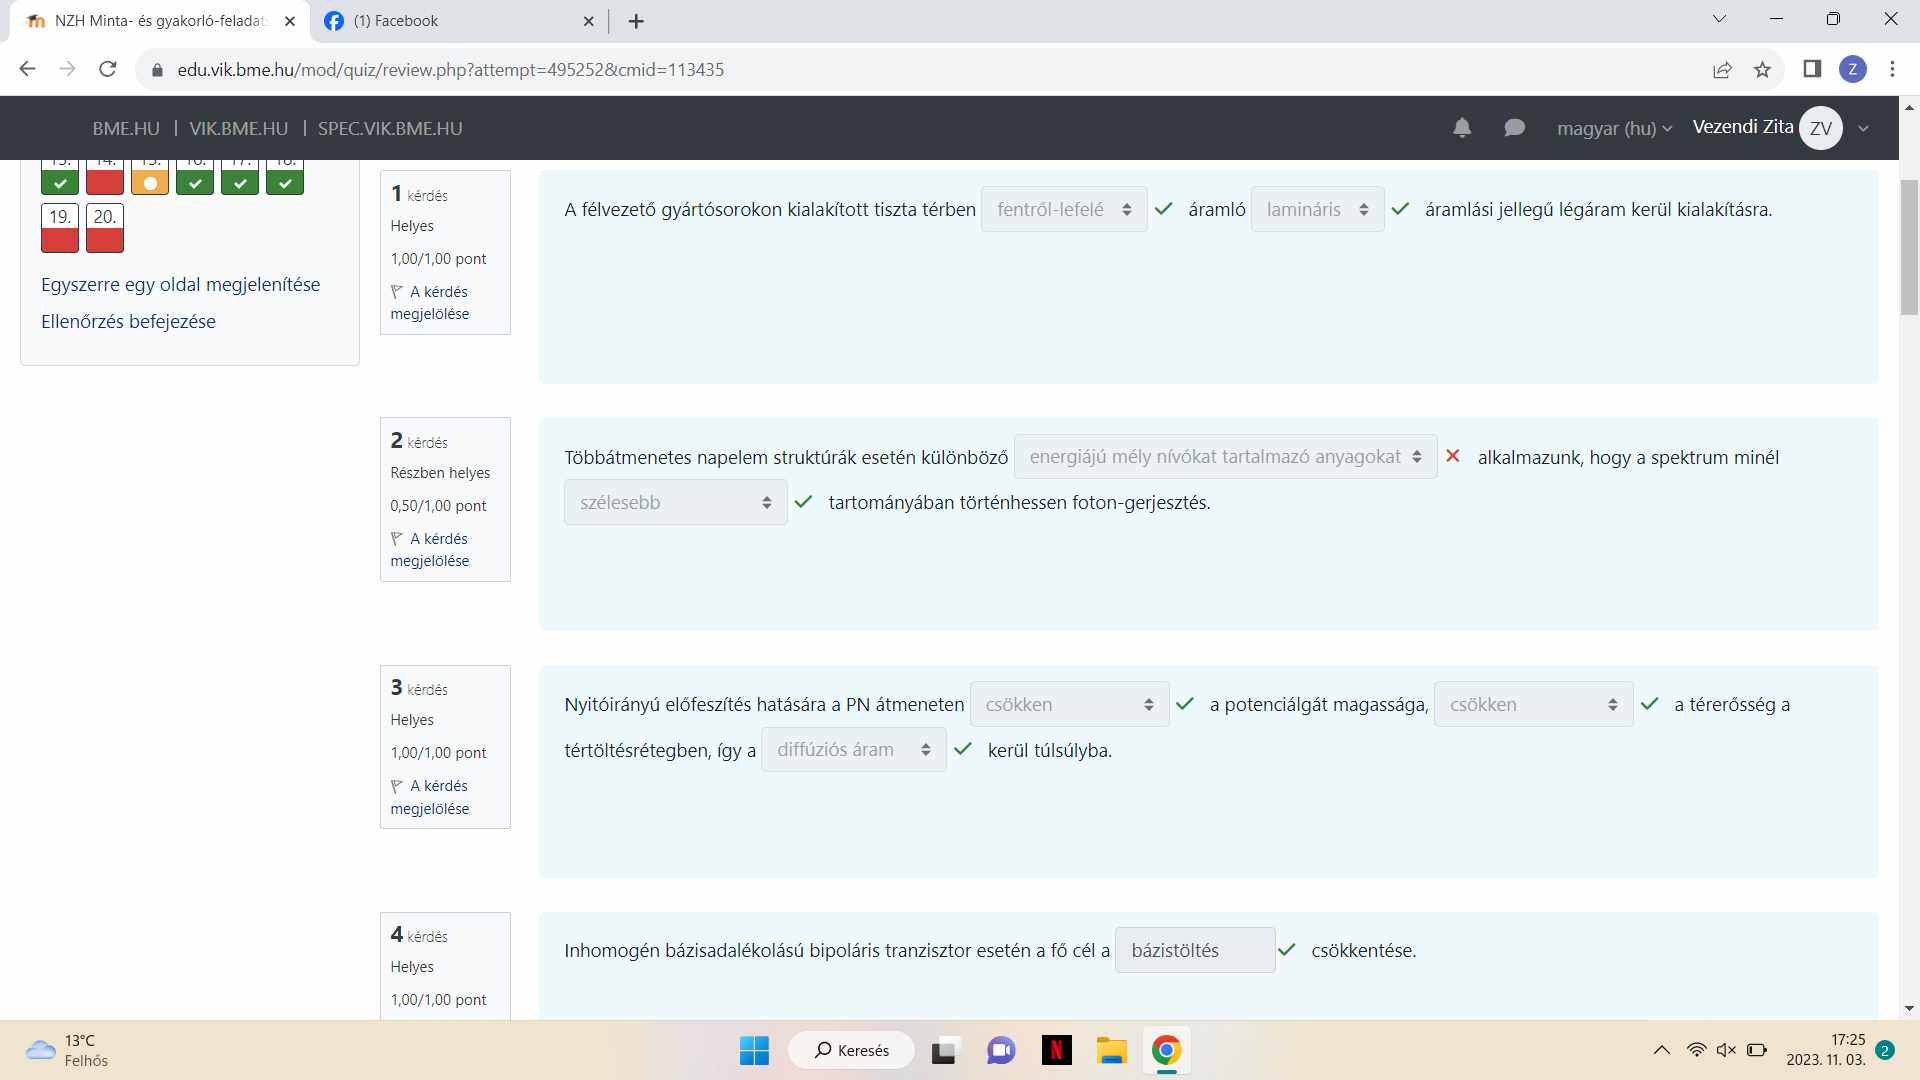 NZH Minta- és gyakorló-feladats
(1) Facebook
edu.vik.bme.hu/mod/quiz/review.php?attempt=495252&cmid=113435
Z
BME.HU | VIK.BME.HU | SPEC.VIK.BME.HU
magyar (hu)
Vezendi Zita
ZV
13. 14. 15. 16. 17. 18.
19. 20.
Egyszerre egy oldal megjelenítése
Ellenőrzés befejezése
1 kérdés
Helyes
1,00/1,00 pont
A kérdés
megjelölése
A félvezető gyártósorokon kialakított tiszta térben fentről-lefelé áramló lamináris áramlási jellegű légáram kerül kialakításra.
2 kérdés
Részben helyes
0,50/1,00 pont
A kérdés
megjelölése
Többátmenetes napelem struktúrák esetén különböző energiájú mély nívókat tartalmazó anyagokat alkalmazunk, hogy a spektrum minél
szélesebb tartományában történhessen foton-gerjesztés.
3 kérdés
Helyes
1,00/1,00 pont
A kérdés
megjelölése
Nyitóirányú előfeszítés hatására a PN átmeneten csökken a potenciálgát magassága, csökken a térerősség a
tértöltésrétegben, így a diffúziós áram kerül túlsúlyba.
4 kérdés
Helyes
1,00/1,00 pont
Inhomogén bázisadalékolású bipoláris tranzisztor esetén a fő cél a bázistöltés csökkentése.
13°C
Felhős
Keresés
N
17:25
2023. 11. 03.
2